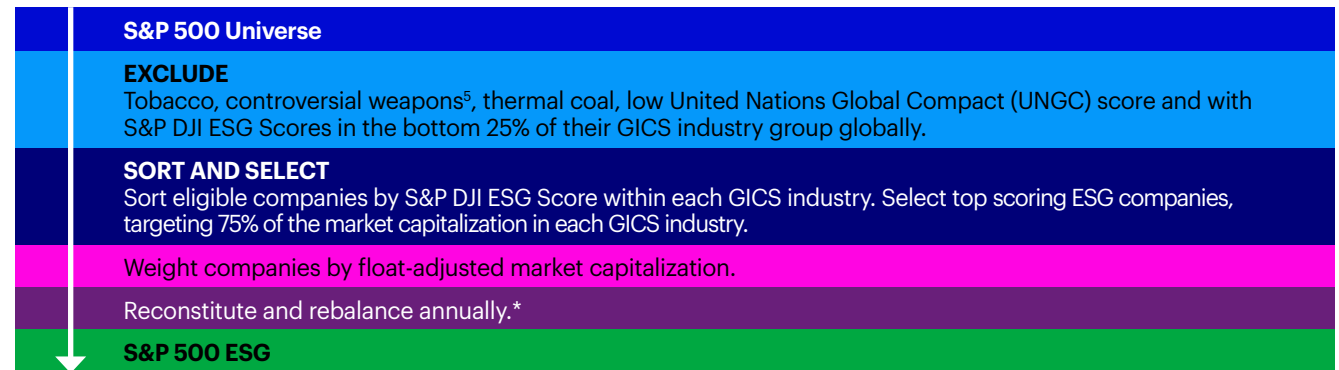 S&P 500 Universe
EXCLUDE
Tobacco, controversial weapons⁵, thermal coal, low United Nations Global Compact (UNGC) score and with
S&P DJI ESG Scores in the bottom 25% of their GICS industry group globally.
SORT AND SELECT
Sort eligible companies by S&P DJI ESG Score within each GICS industry. Select top scoring ESG companies,
targeting 75% of the market capitalization in each GICS industry.
Weight companies by float-adjusted market capitalization.
Reconstitute and rebalance annually.*
S&P 500 ESG